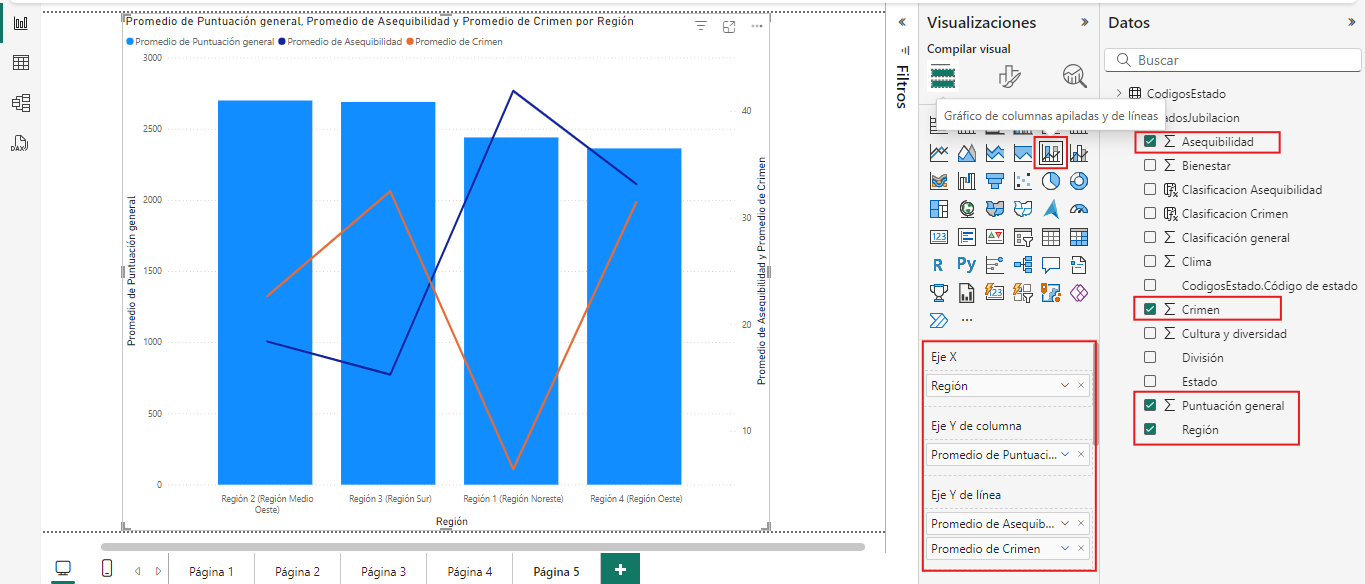 Promedio de Puntuación general, Promedio de Asequibilidad y Promedio de Crimen por Región
Promedio de Puntuación general Promedio de Asequibilidad Promedio de Crimen
3000
2500
2000
1500
1000
500
0
Promedio de Puntuación general
40
30
20
10
Promedio de Asequibilidad y Promedio de Crimen
Región 2 (Región Medio
Oeste)
Región 3 (Región Sur)
Región 1 (Región Noreste)
Región 4 (Región Oeste)
Región
Página 1
Página 2
Página 3
Página 4
Página 5
+
DAX
Filtros
Visualizaciones
Compilar visual
Gráfico de columnas apiladas y de líneas
123
R
Py
123
Eje X
Región
Eje Y de columna
Promedio de Puntuaci...
Eje Y de línea
Promedio de Asequib...
Promedio de Crimen
Datos
Buscar
CodigosEstado
adosJubilacion
Asequibilidad
Bienestar
Clasificacion Asequibilidad
Clasificacion Crimen
Clasificación general
Clima
CodigosEstado.Código de estado
Crimen
Cultura y diversidad
División
Estado
Puntuación general
Región